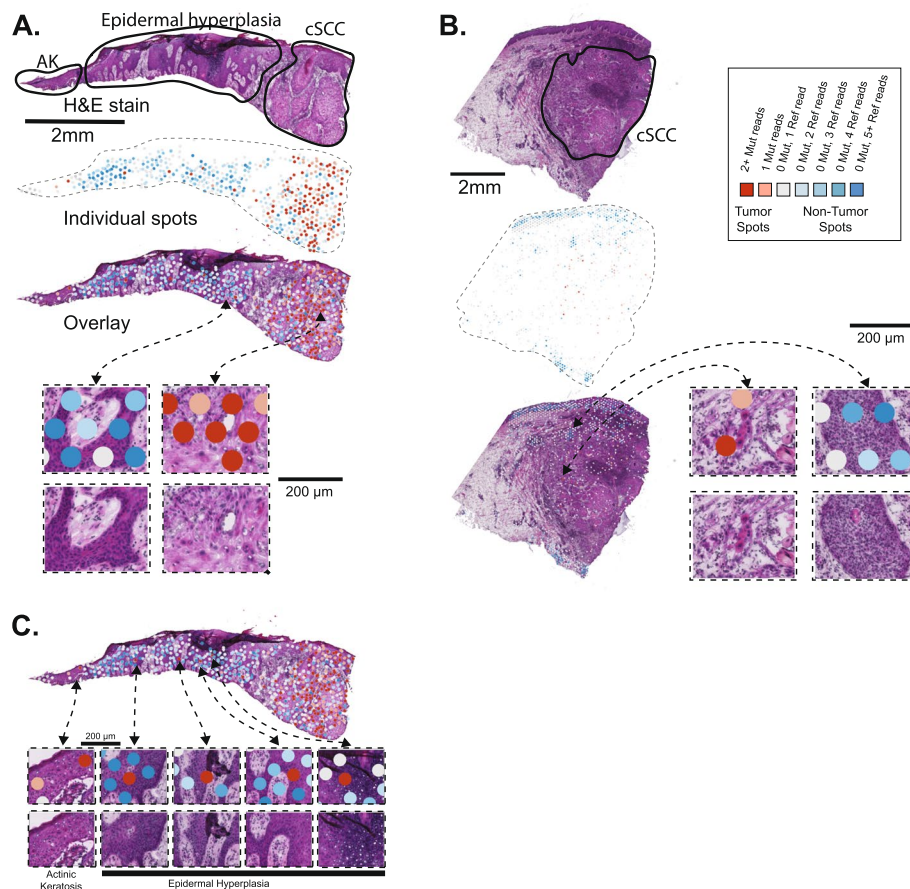 A.
Epidermal hyperplasia
cSCC
AK
H&E stain
2mm
Individual spots
Overlay
200 µm
B.
cSCC
2mm
2+ Mut reads
1 Mut reads
0 Mut, 1 Ref read
0 Mut, 2 Ref reads
0 Mut, 3 Ref reads
0 Mut, 4 Ref reads
0 Mut, 5+ Ref reads
Tumor
Spots
Non-Tumor
Spots
200 µm
C.
200 µm
Actinic
Keratosis
Epidermal Hyperplasia